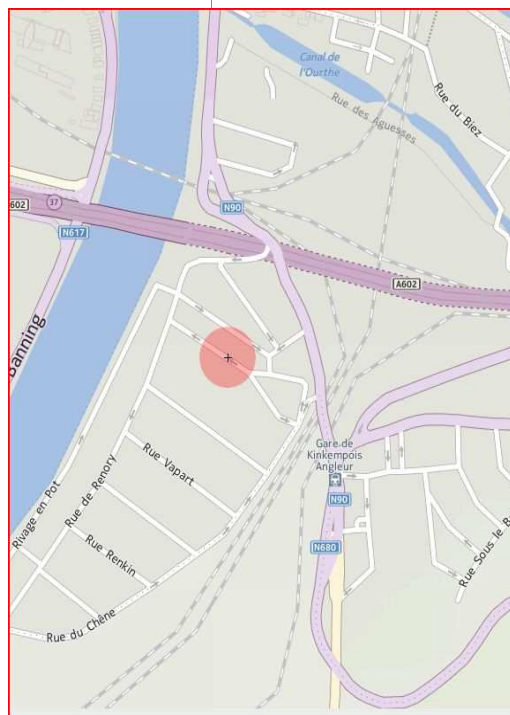 Canal de
l'Ourthe
Rue des Aguesses
Rue du Biez
37
602
N90
N617
A602
Banning
Gare de
Kinkempois
Angleur
N90
Rue Vapart
Rue de Renory
Rivage en Pot
Rue Renkin
N680
Rue Sous le B
Rue du Chêne